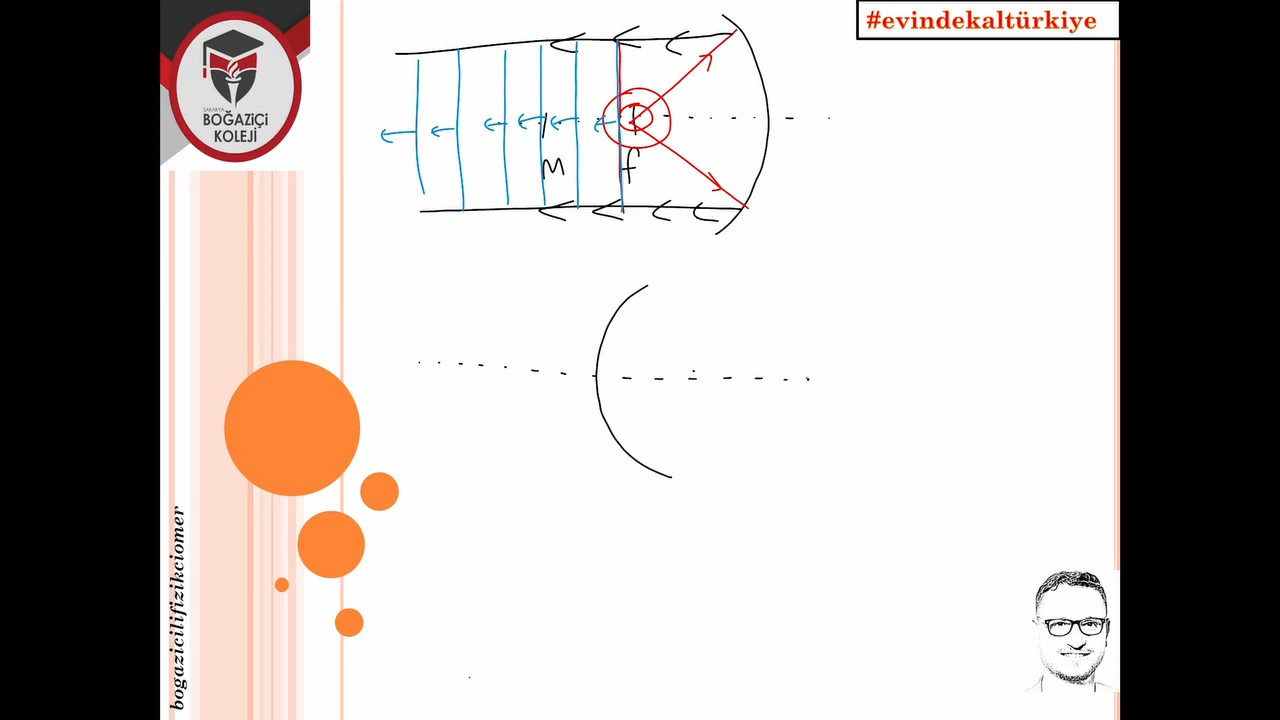 #evindekaltürkiye
SAKARYA
BOĞAZİÇİ
KOLEJİ
M
f
bogazicilifizikciomer